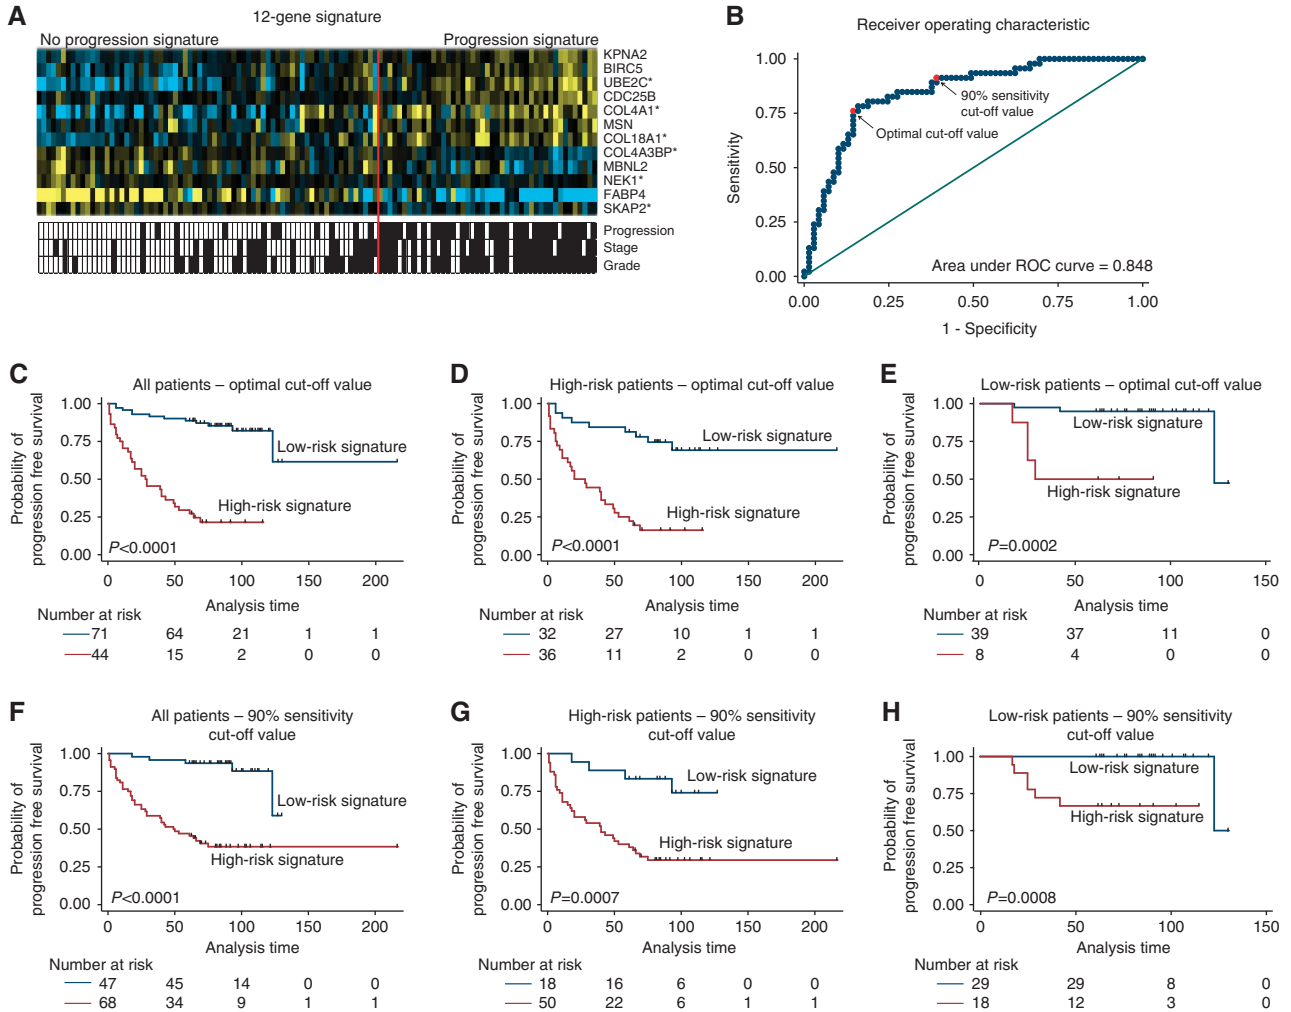 A
12-gene signature
No progression signature
Progression signature
KPNA2
BIRC5
UBE2C*
CDC25B
COL4A1*
MSN
COL18A1*
COL4A3BP*
MBNL2
NEK1*
FABP4
SKAP2*
Progression
Stage
Grade
B
Receiver operating characteristic
Sensitivity
1.00
0.75
0.50
0.25
0.00
90% sensitivity
cut-off value
Optimal cut-off value
Area under ROC curve = 0.848
0.00 0.25 0.50 0.75 1.00
1 - Specificity
C
All patients – optimal cut-off value
Probability of
progression free survival
1.00
0.75
0.50
0.25
0.00
Low-risk signature
High-risk signature
P<0.0001
0 50 100 150 200
Analysis time
Number at risk
71 64 21 1 1
44 15 2 0 0
D
High-risk patients – optimal cut-off value
Probability of
progression free survival
1.00
0.75
0.50
0.25
0.00
Low-risk signature
High-risk signature
P<0.0001
0 50 100 150 200
Analysis time
Number at risk
32 27 10 1 1
36 11 2 0 0
E
Low-risk patients – optimal cut-off value
Probability of
progression free survival
1.00
0.75
0.50
0.25
0.00
Low-risk signature
High-risk signature
P=0.0002
0 50 100 150
Analysis time
Number at risk
39 37 11 0
8 4 0 0
F
All patients – 90% sensitivity
cut-off value
Probability of
progression free survival
1.00
0.75
0.50
0.25
0.00
Low-risk signature
High-risk signature
P<0.0001
0 50 100 150 200
Analysis time
Number at risk
47 45 14 0 0
68 34 9 1 1
G
High-risk patients – 90% sensitivity
cut-off value
Probability of
progression free survival
1.00
0.75
0.50
0.25
0.00
Low-risk signature
High-risk signature
P=0.0007
0 50 100 150 200
Analysis time
Number at risk
18 16 6 0 0
50 22 6 1 1
H
Low-risk patients – 90% sensitivity
cut-off value
Probability of
progression free survival
1.00
0.75
0.50
0.25
0.00
Low-risk signature
High-risk signature
P=0.0008
0 50 100 150
Analysis time
Number at risk
29 29 8 0
18 12 3 0